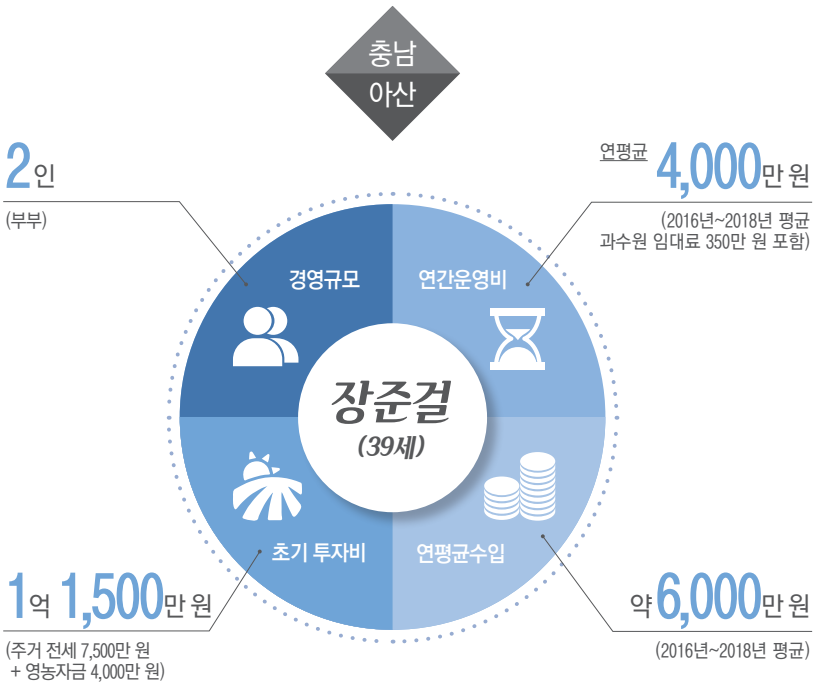 충남
아산
2인
(부부)
연평균 4,000만 원
(2016년~2018년 평균
과수원 임대료 350만 원 포함)
경영규모
연간운영비
장준걸
(39세)
초기 투자비
연평균수입
1억 1,500만 원
(주거 전세 7,500만 원
+ 영농자금 4,000만 원)
약 6,000만 원
(2016년~2018년 평균)